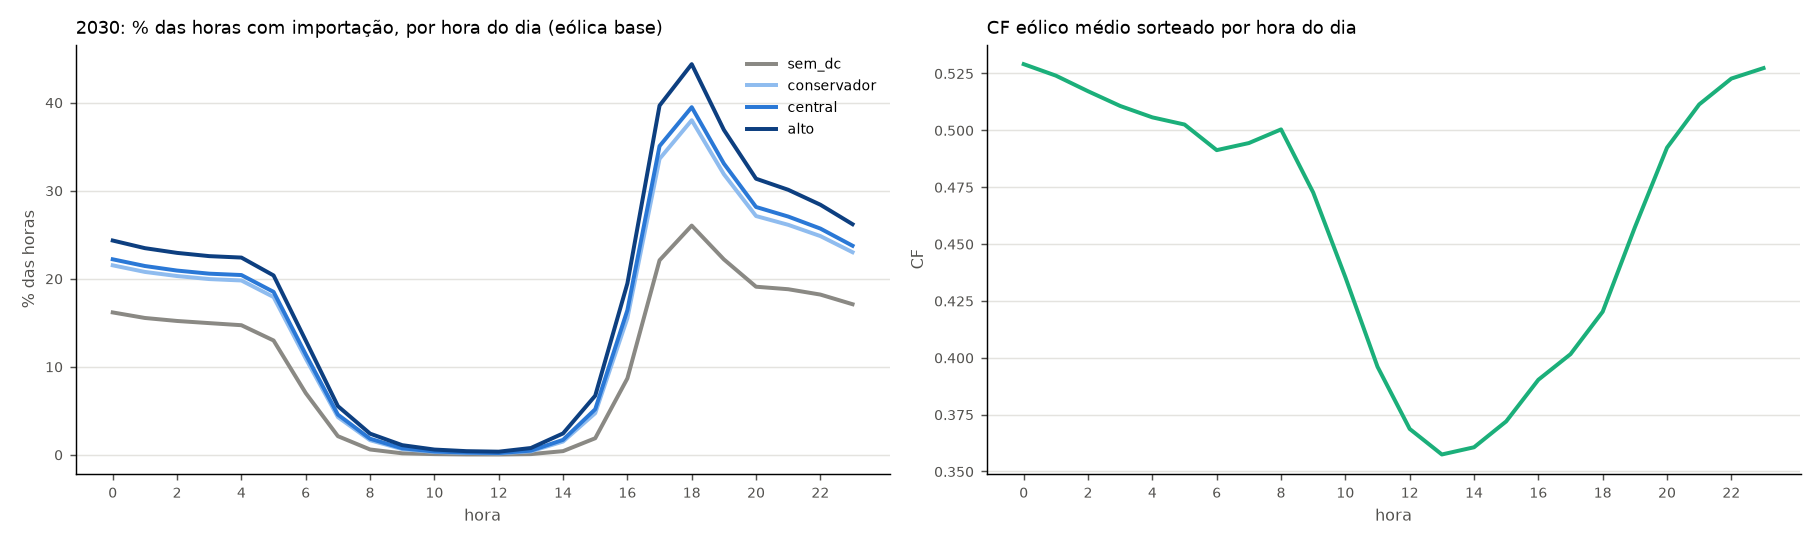 2030: % das horas com importação, por hora do dia (eólica base)
sem_dc
conservador
central
alto
% das horas
40
30
20
10
0
0 2 4 6 8 10 12 14 16 18 20 22
hora
CF eólico médio sorteado por hora do dia
CF
0.525
0.500
0.475
0.450
0.425
0.400
0.375
0.350
0 2 4 6 8 10 12 14 16 18 20 22
hora